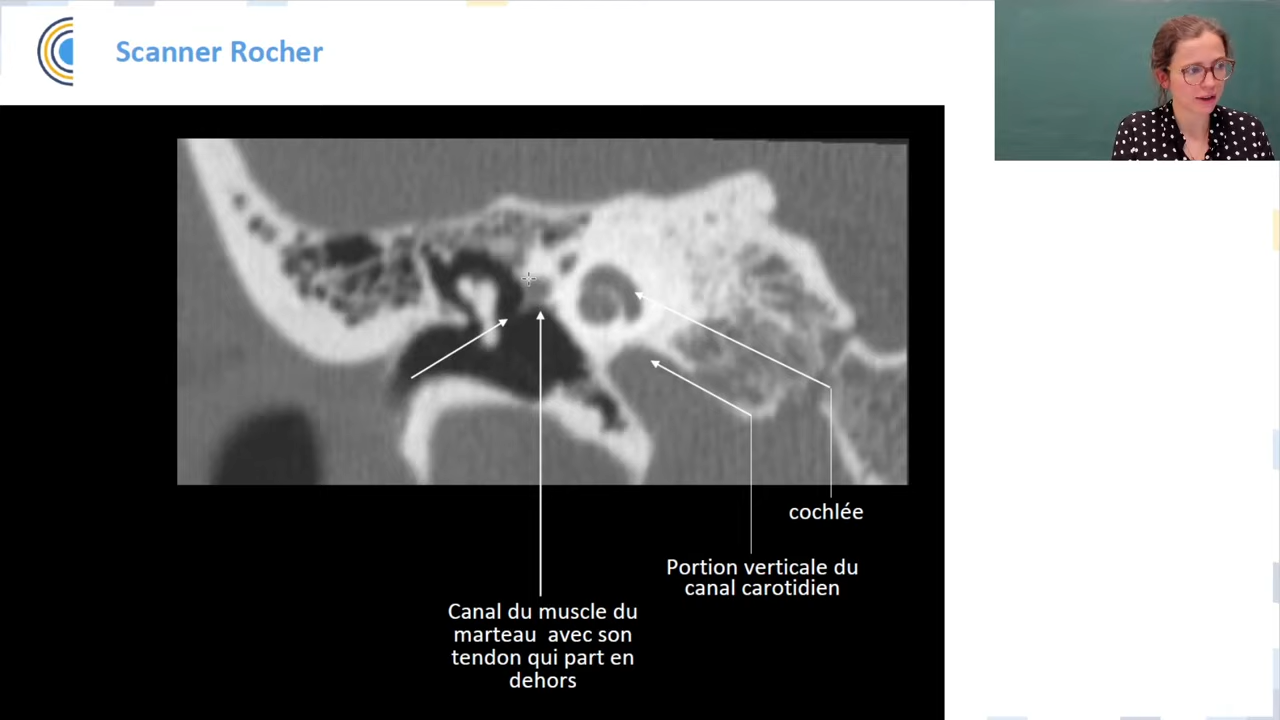 Scanner Rocher
cochlée
Portion verticale du
canal carotidien
Canal du muscle du
marteau avec son
tendon qui part en
dehors